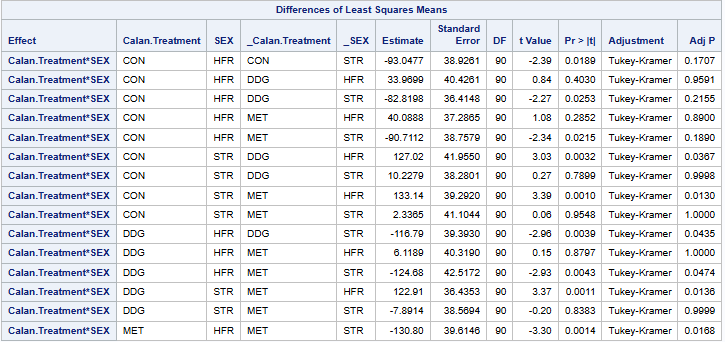 Differences of Least Squares Means
Effect Calan.Treatment SEX _Calan.Treatment _SEX Estimate Standard Error DF t Value Pr > |t| Adjustment Adj P
Calan.Treatment*SEX CON HFR CON STR -93.0477 38.9261 90 -2.39 0.0189 Tukey-Kramer 0.1707
Calan.Treatment*SEX CON HFR DDG HFR 33.9699 40.4261 90 0.84 0.4030 Tukey-Kramer 0.9591
Calan.Treatment*SEX CON HFR DDG STR -82.8198 36.4148 90 -2.27 0.0253 Tukey-Kramer 0.2155
Calan.Treatment*SEX CON HFR MET HFR 40.0888 37.2865 90 1.08 0.2852 Tukey-Kramer 0.8900
Calan.Treatment*SEX CON HFR MET STR -90.7112 38.7579 90 -2.34 0.0215 Tukey-Kramer 0.1890
Calan.Treatment*SEX CON STR DDG HFR 127.02 41.9550 90 3.03 0.0032 Tukey-Kramer 0.0367
Calan.Treatment*SEX CON STR DDG STR 10.2279 38.2801 90 0.27 0.7899 Tukey-Kramer 0.9998
Calan.Treatment*SEX CON STR MET HFR 133.14 39.2920 90 3.39 0.0010 Tukey-Kramer 0.0130
Calan.Treatment*SEX CON STR MET STR 2.3365 41.1044 90 0.06 0.9548 Tukey-Kramer 1.0000
Calan.Treatment*SEX DDG HFR DDG STR -116.79 39.3930 90 -2.96 0.0039 Tukey-Kramer 0.0435
Calan.Treatment*SEX DDG HFR MET HFR 6.1189 40.3190 90 0.15 0.8797 Tukey-Kramer 1.0000
Calan.Treatment*SEX DDG HFR MET STR -124.68 42.5172 90 -2.93 0.0043 Tukey-Kramer 0.0474
Calan.Treatment*SEX DDG STR MET HFR 122.91 36.4353 90 3.37 0.0011 Tukey-Kramer 0.0136
Calan.Treatment*SEX DDG STR MET STR -7.8914 38.5694 90 -0.20 0.8383 Tukey-Kramer 0.9999
Calan.Treatment*SEX MET HFR MET STR -130.80 39.6146 90 -3.30 0.0014 Tukey-Kramer 0.0168